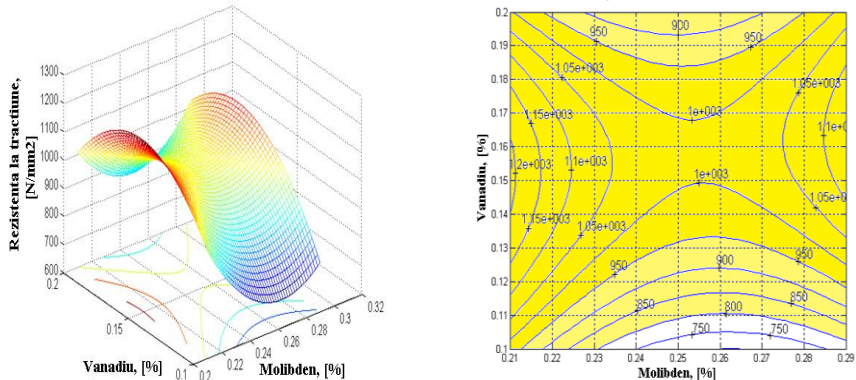 Rezistenta la tractiune,
[N/mm2]
1300
1200
1100
1000
900
800
700
600
0.2
0.15
0.1
0.2
0.22
0.24
0.26
0.28
0.3
0.32
Vanadiu, [%]
Molibden, [%]
Vanadiu, [%]
0.2
0.19
0.18
0.17
0.16
0.15
0.14
0.13
0.12
0.11
0.1
900
950
950
1.05e+003
1.05e+003
1.15e+003
1e+003
1.1e+003
1.2e+003
1.1e+003
1e+003
1.15e+003
1.05e+003
1.05e+003
950
900
950
850
800
850
750
750
0.21
0.22
0.23
0.24
0.25
0.26
0.27
0.28
0.29
Molibden, [%]